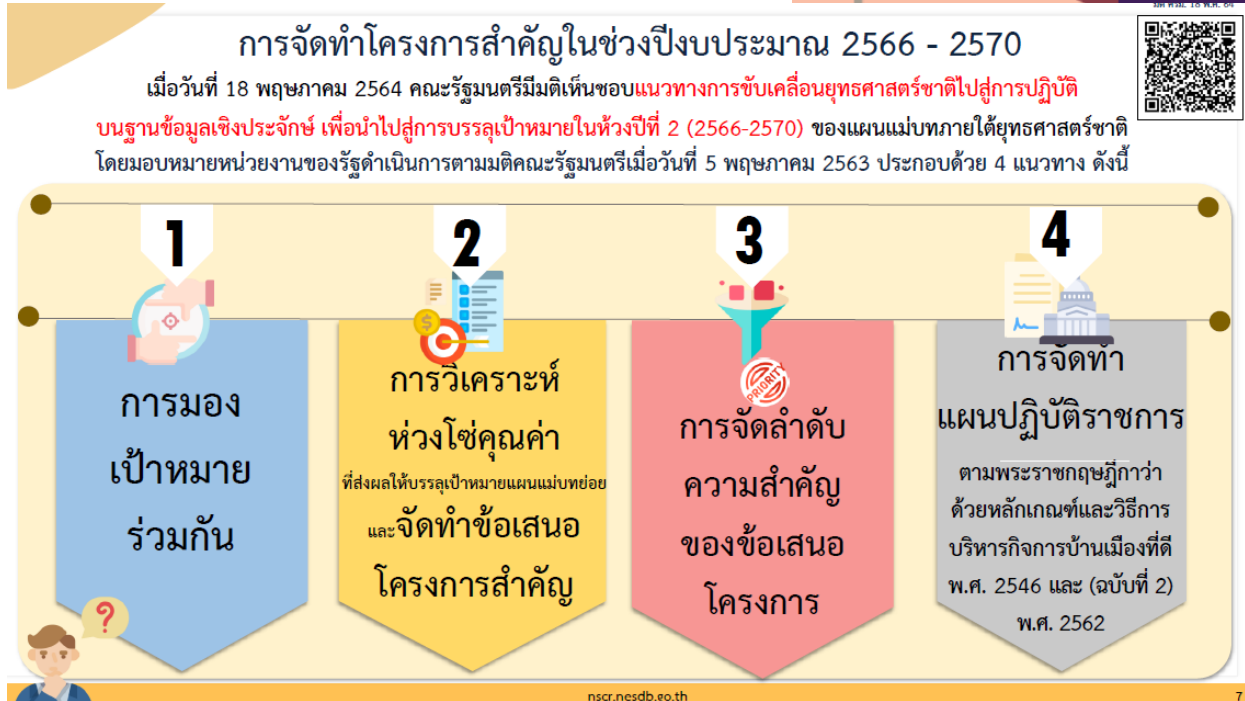 มติ ครม. 18 พ.ค. 64
การจัดทำโครงการสำคัญในช่วงปีงบประมาณ 2566 - 2570
เมื่อวันที่ 18 พฤษภาคม 2564 คณะรัฐมนตรีมีมติเห็นชอบแนวทางการขับเคลื่อนยุทธศาสตร์ชาติไปสู่การปฏิบัติ
บนฐานข้อมูลเชิงประจักษ์ เพื่อนำไปสู่การบรรลุเป้าหมายในห้วงปีที่ 2 (2566-2570) ของแผนแม่บทภายใต้ยุทธศาสตร์ชาติ
โดยมอบหมายหน่วยงานของรัฐดำเนินการตามมติคณะรัฐมนตรีเมื่อวันที่ 5 พฤษภาคม 2563 ประกอบด้วย 4 แนวทาง ดังนี้
1
การมอง
เป้าหมาย
ร่วมกัน
2
การวิเคราะห์
ห่วงโซ่คุณค่า
ที่ส่งผลให้บรรลุเป้าหมายแผนแม่บทย่อย
และจัดทำข้อเสนอ
โครงการสำคัญ
3
PRIORITY
การจัดลำดับ
ความสำคัญ
ของข้อเสนอ
โครงการ
4
การจัดทำ
แผนปฏิบัติราชการ
ตามพระราชกฤษฎีกาว่า
ด้วยหลักเกณฑ์และวิธีการ
บริหารกิจการบ้านเมืองที่ดี
พ.ศ. 2546 และ (ฉบับที่ 2)
พ.ศ. 2562
?
nscr.nesdb.go.th
7